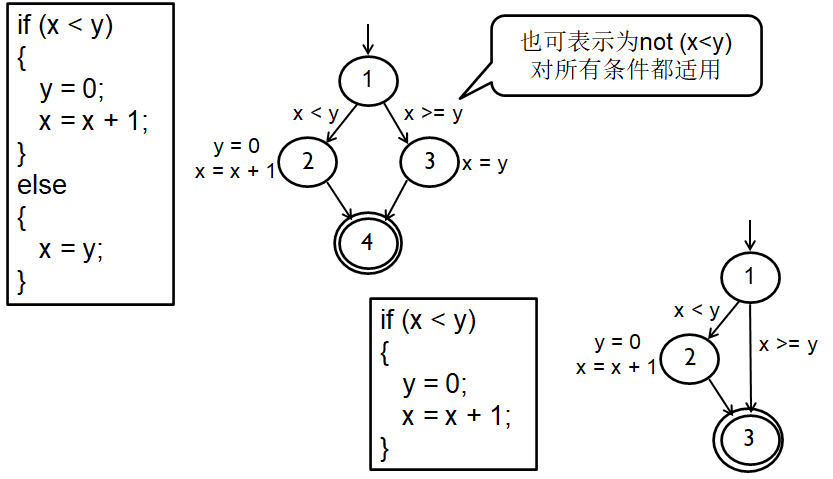 if (x < y)
{
y = 0;
x = x + 1;
}
else
{
x = y;
}
1
也可表示为not (x<y)
对所有条件都适用
x < y
x >= y
y = 0
x = x + 1
2
3
x = y
4
if (x < y)
{
y = 0;
x = x + 1;
}
1
x < y
x >= y
y = 0
x = x + 1
2
3